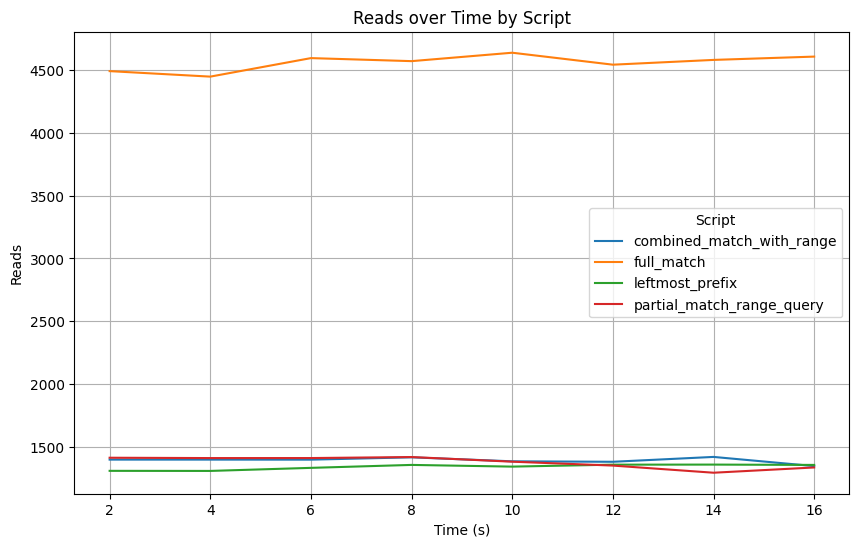 Reads over Time by Script
Reads
4500
4000
3500
3000
2500
2000
1500
Script
combined_match_with_range
full_match
leftmost_prefix
partial_match_range_query
2 4 6 8 10 12 14 16
Time (s)